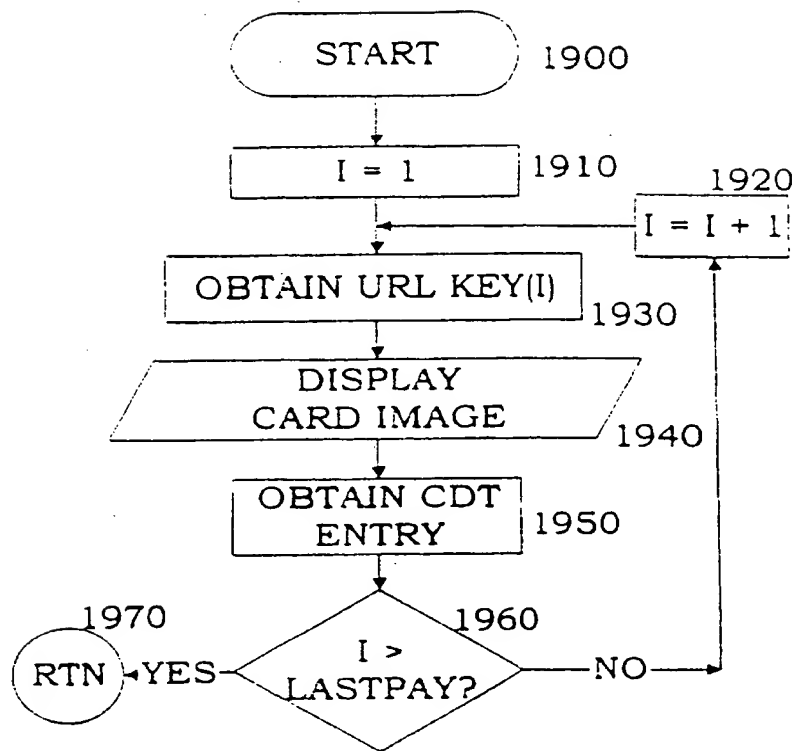 START 1900
I = 1 1910
1920
I = I + 1
OBTAIN URL KEY(I)
1930
DISPLAY
CARD IMAGE
1940
OBTAIN CDT
ENTRY
1950
1970
RTN
YES
1960
I >
LASTPAY?
NO